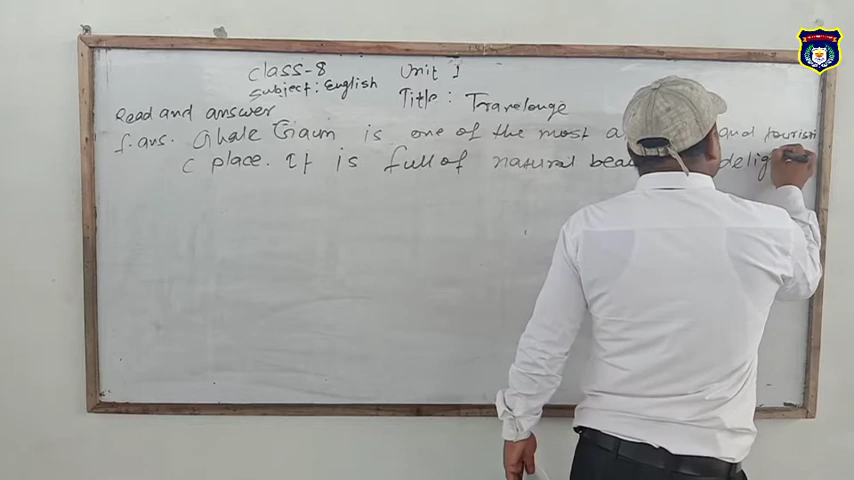 Class-8 Unit 1
Subject: English Title: Travelouge
Read and answer
f. ans. Ghale Gaun is one of the most and touristi
c place. It is full of natural